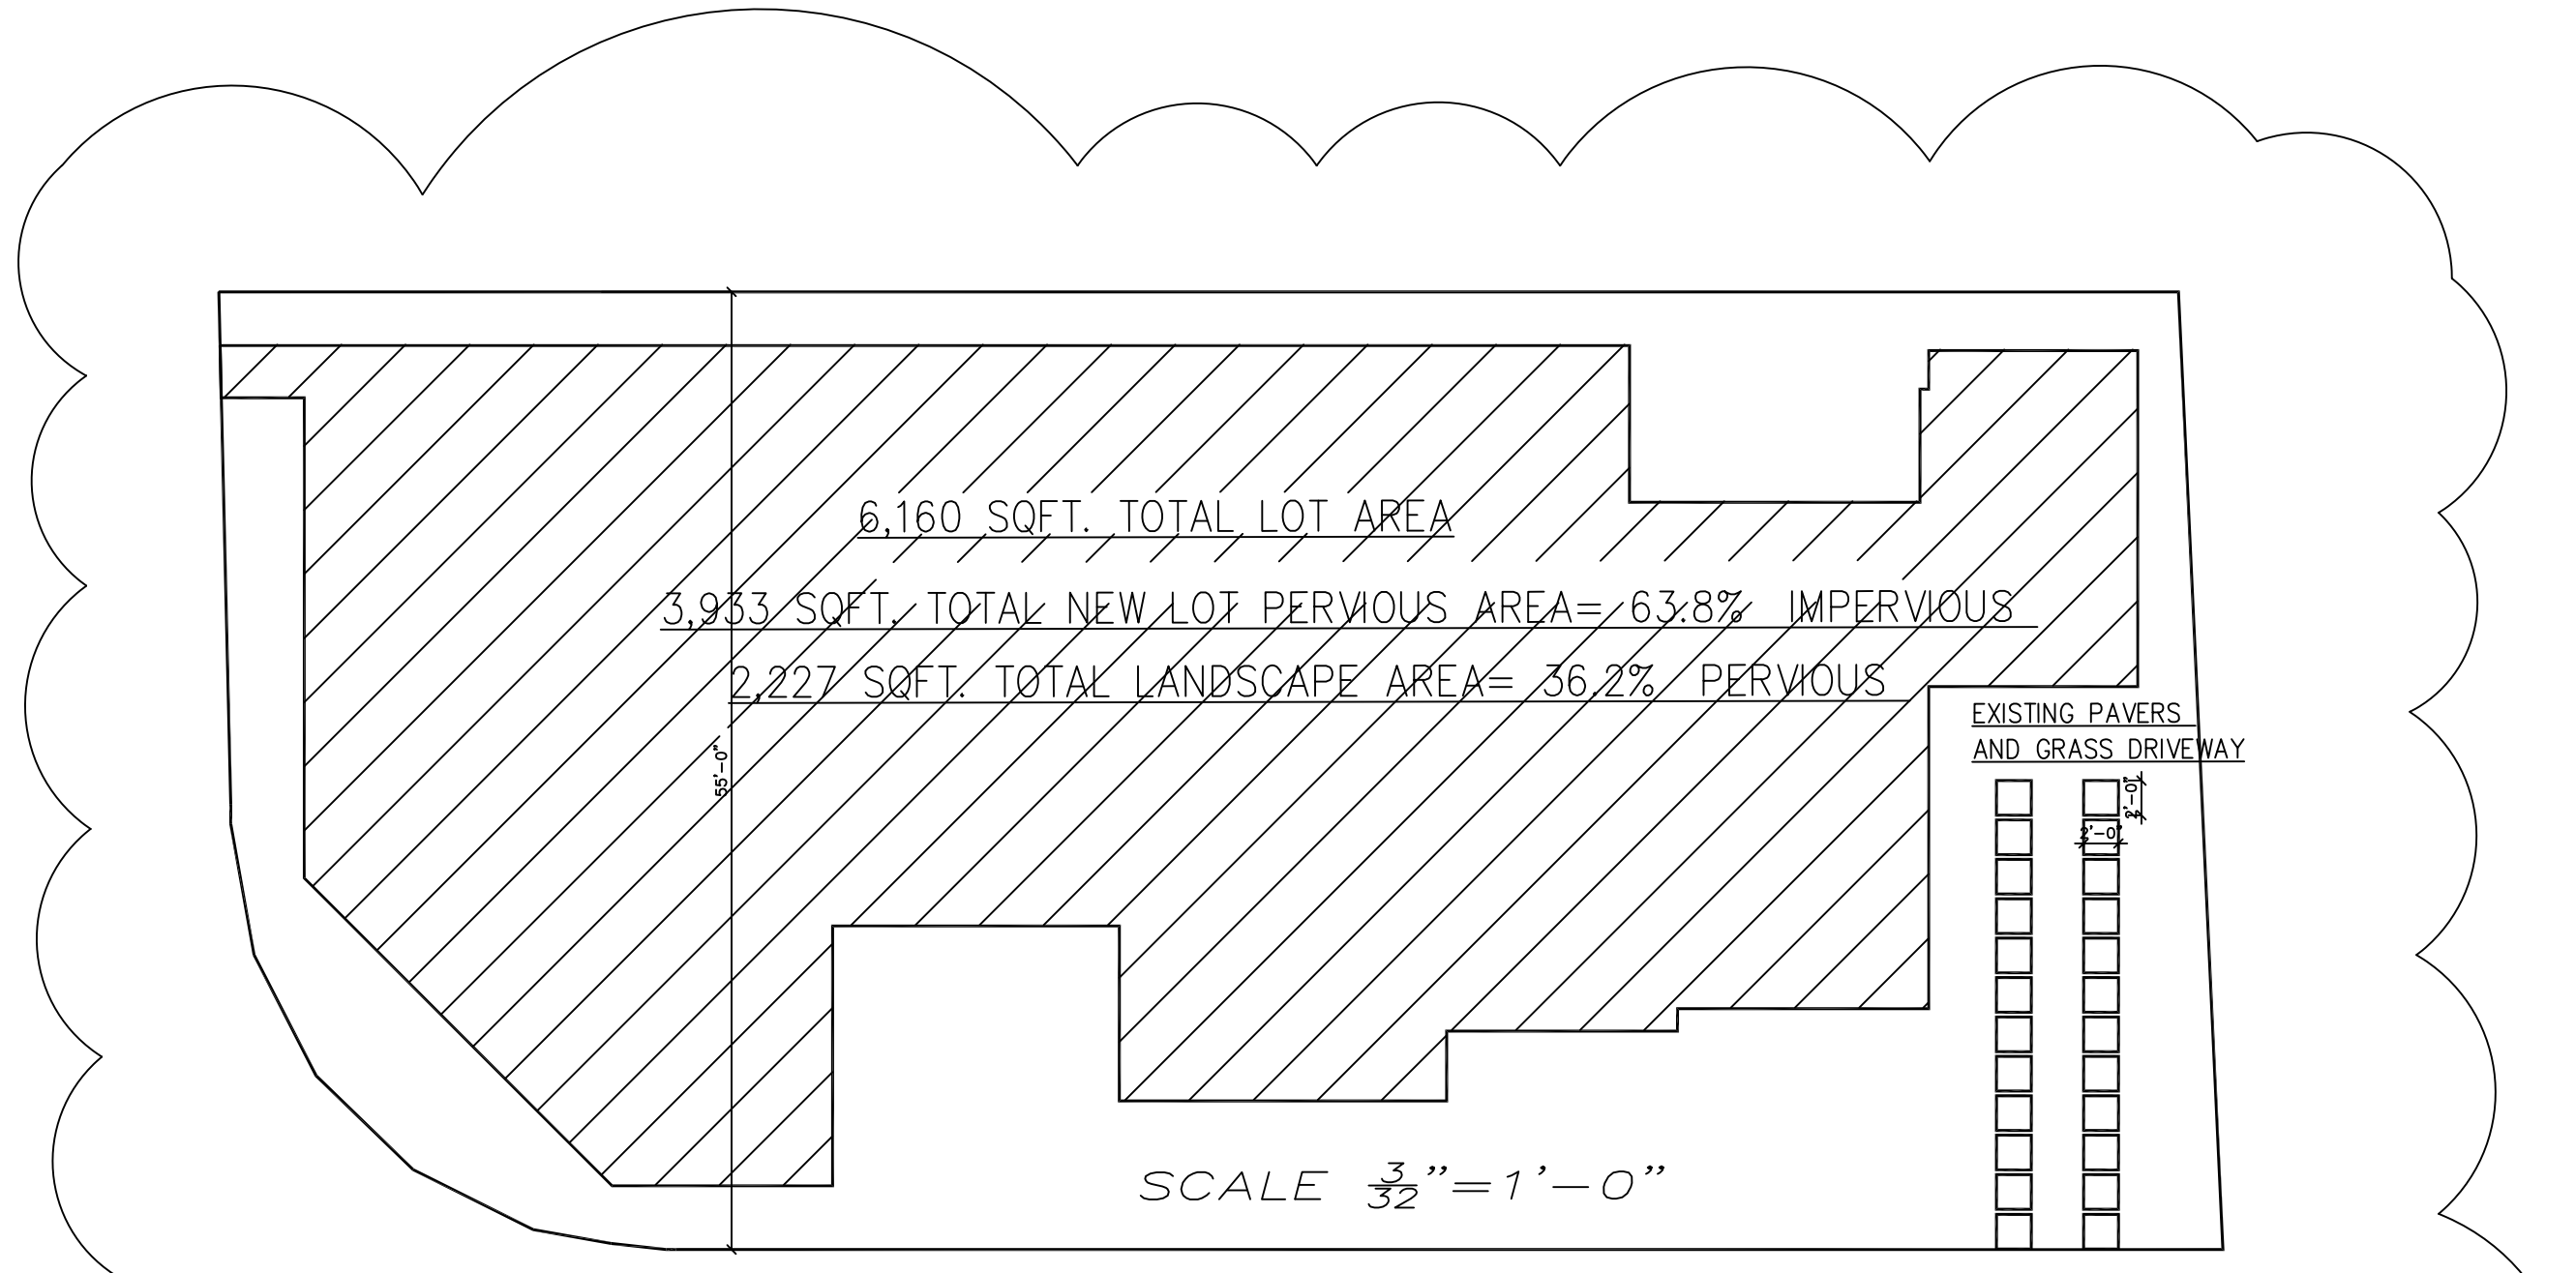 6,160 SQFT. TOTAL LOT AREA
3,933 SQFT. TOTAL NEW LOT PERVIOUS AREA= 63.8% IMPERVIOUS
2,227 SQFT. TOTAL LANDSCAPE AREA= 36.2% PERVIOUS
55'-0"
EXISTING PAVERS
AND GRASS DRIVEWAY
2'-0"
2'-0"
SCALE 3/32"=1'-0"